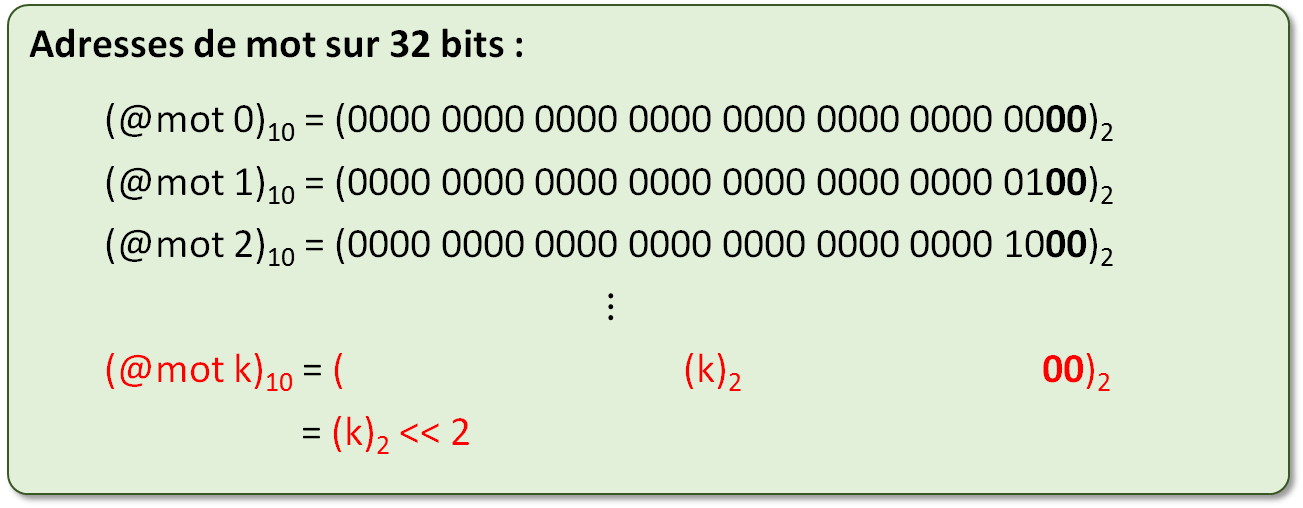 Adresses de mot sur 32 bits :
(@mot 0)₁₀ = (0000 0000 0000 0000 0000 0000 0000 0000)₂
(@mot 1)₁₀ = (0000 0000 0000 0000 0000 0000 0000 0100)₂
(@mot 2)₁₀ = (0000 0000 0000 0000 0000 0000 0000 1000)₂
⋮
(@mot k)₁₀ = ( (k)₂ 00)₂
= (k)₂ << 2